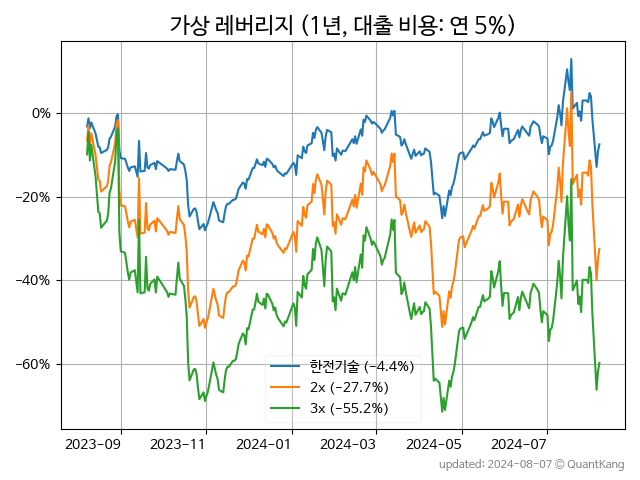 가상 레버리지 (1년, 대출 비용: 연 5%)
0%
−20%
−40%
−60%
한전기술 (−4.4%)
2x (−27.7%)
3x (−55.2%)
2023-09 2023-11 2024-01 2024-03 2024-05 2024-07
updated: 2024-08-07 © QuantKang